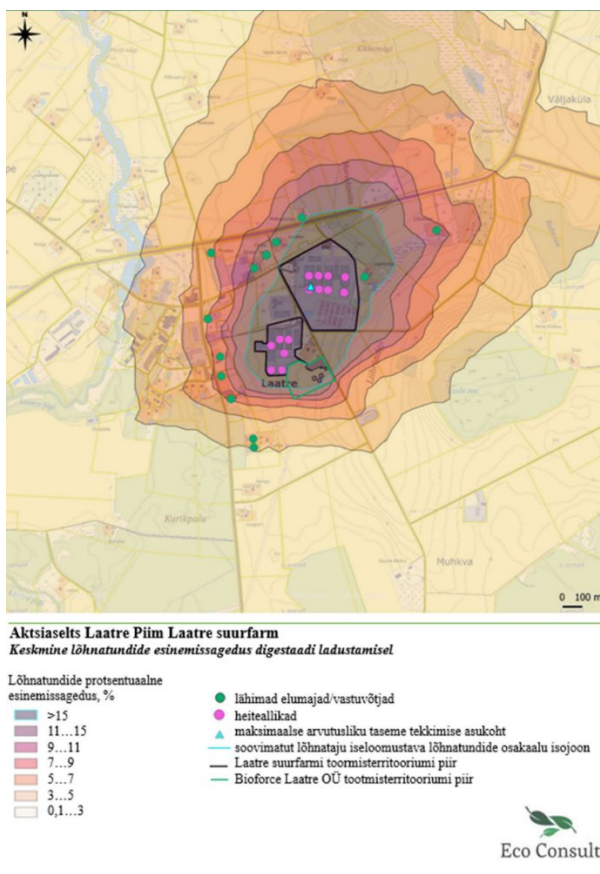 N
Väljaküla
Laatre
Kurikpalu
Muhkva
0 100 m
Aktsiaselts Laatre Piim Laatre suurfarm
Keskmine lõhnatundide esinemissagedus digestaadi ladustamisel
Lõhnatundide protsentuaalne
esinemissagedus, %
>15
11…15
9…11
7…9
5…7
3…5
0,1…3
lähimad elumajad/vastuvõtjad
heiteallikad
maksimaalse arvutusliku taseme tekkimise asukoht
soovimatut lõhnataju iseloomustava lõhnatundide osakaalu isojoon
Laatre suurfarmi toormisterritooriumi piir
Bioforce Laatre OÜ tootmisterritooriumi piir
Eco Consult